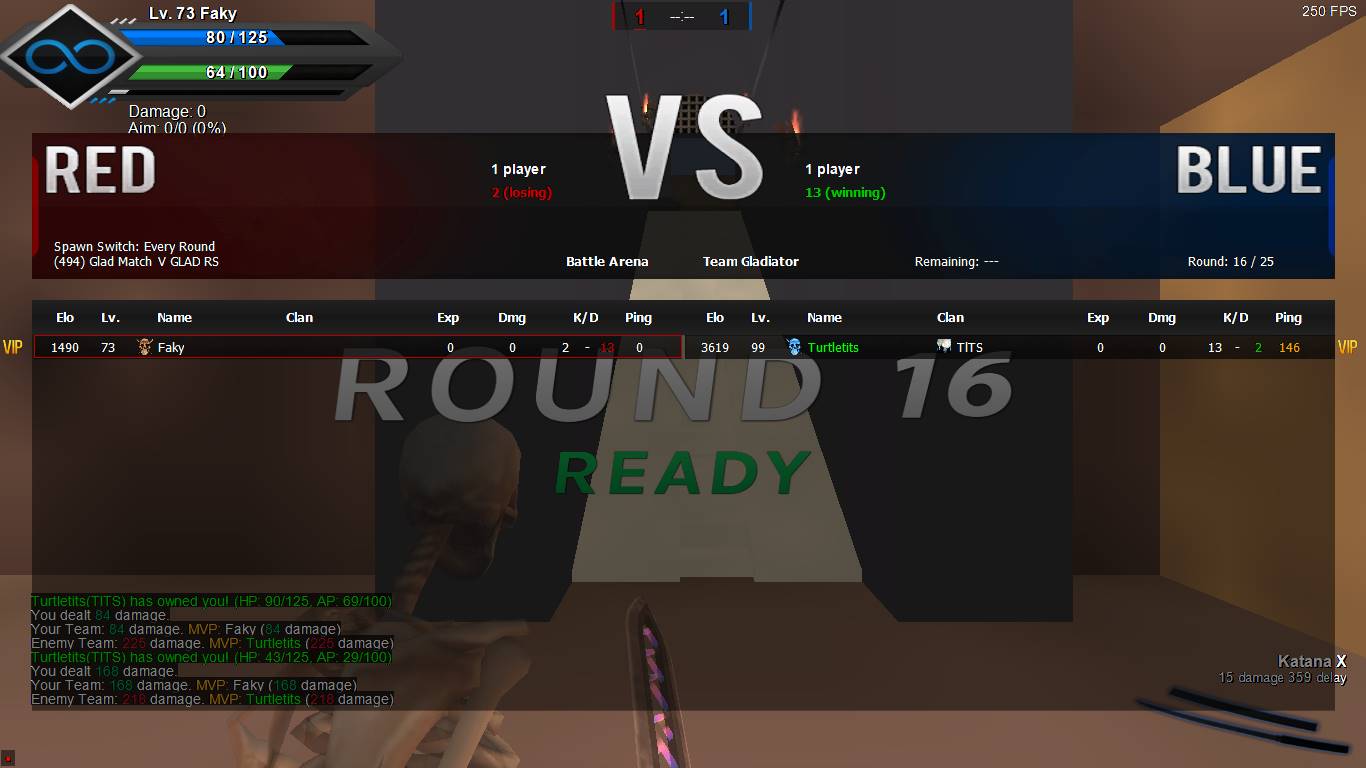 Lv. 73 Faky
1 --:-- 1
250 FPS
80 / 125
64 / 100
Damage: 0
Aim: 0/0 (0%)
RED
VS
BLUE
1 player
2 (losing)
1 player
13 (winning)
Spawn Switch: Every Round
(494) Glad Match V GLAD RS
Battle Arena
Team Gladiator
Remaining: ---
Round: 16 / 25
Elo Lv. Name Clan Exp Dmg K/D Ping
Elo Lv. Name Clan Exp Dmg K/D Ping
VIP 1490 73 Faky 0 0 2 - 13 0
3619 99 Turtletits TITS 0 0 13 - 2 146 VIP
ROUND 16
READY
Turtletits(TITS) has owned you! (HP: 90/125, AP: 69/100)
You dealt 84 damage.
Your Team: 84 damage. MVP: Faky (84 damage)
Enemy Team: 225 damage. MVP: Turtletits (225 damage)
Turtletits(TITS) has owned you! (HP: 43/125, AP: 29/100)
You dealt 168 damage.
Your Team: 168 damage. MVP: Faky (168 damage)
Enemy Team: 218 damage. MVP: Turtletits (218 damage)
Katana X
15 damage 359 delay